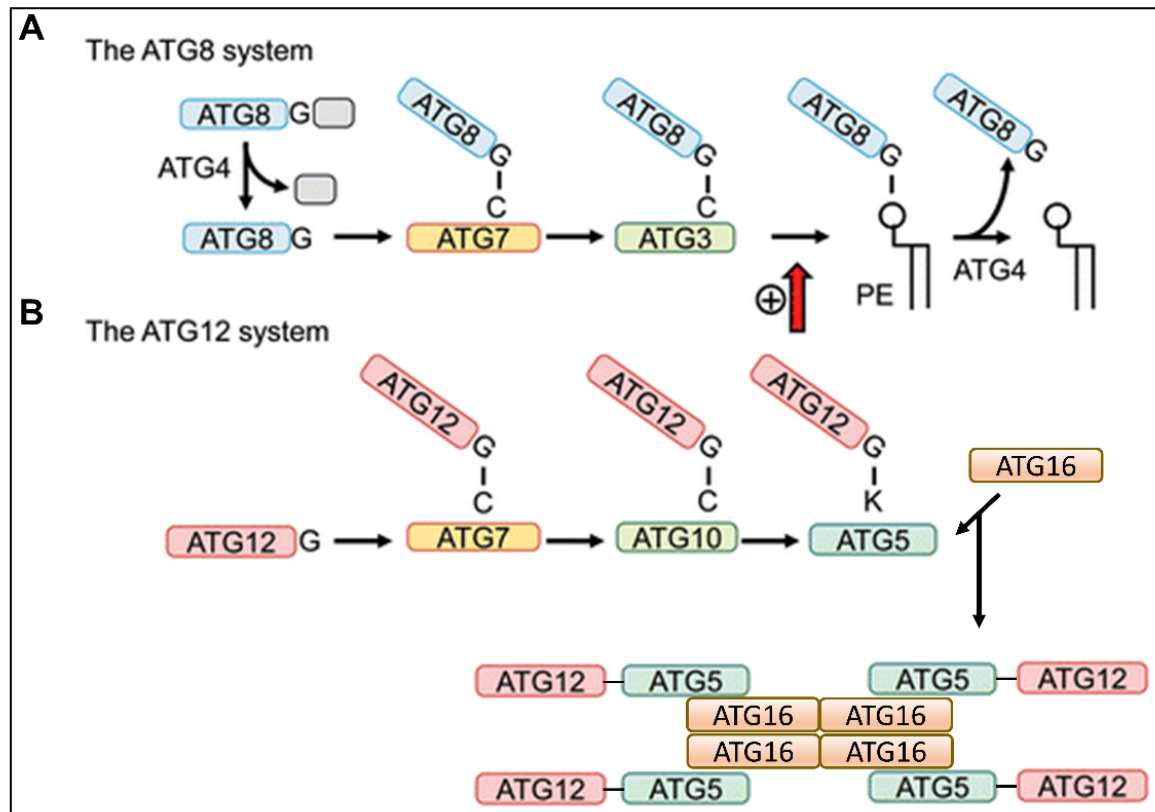 A
The ATG8 system
ATG8 G
ATG4
ATG8 G
ATG8
G
C
ATG7
ATG8
G
C
ATG3
ATG8
G
PE
ATG8
G
ATG4
+
B
The ATG12 system
ATG12 G
ATG12
G
C
ATG7
ATG12
G
C
ATG10
ATG12
G
K
ATG5
ATG16
ATG12 ATG5 ATG5 ATG12
ATG16 ATG16
ATG16 ATG16
ATG12 ATG5 ATG5 ATG12